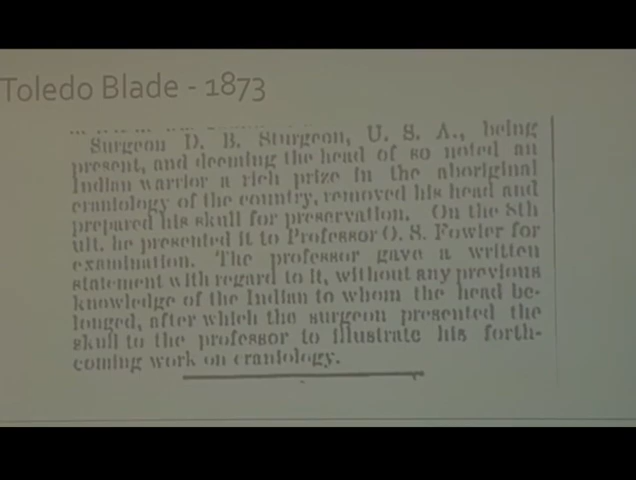 Toledo Blade - 1873
Surgeon D. B. Sturgeon, U. S. A., being
present, and deeming the head of so noted an
Indian warrior a rich prize in the aboriginal
craniology of the country, removed his head and
prepared his skull for preservation. On the 8th
ult. he presented it to Professor O. S. Fowler for
examination. The professor gave a written
statement with regard to it, without any previous
knowledge of the Indian to whom the head be-
longed, after which the surgeon presented the
skull to the professor to illustrate his forth-
coming work on craniology.